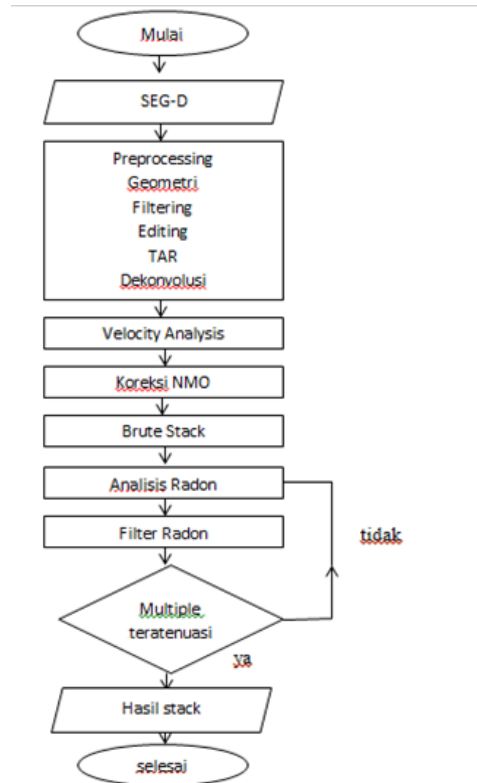 Mulai
SEG-D
Preprocessing
Geometri
Filtering
Editing
TAR
Dekonvolusi
Velocity Analysis
Koreksi NMO
Brute Stack
Analisis Radon
Filter Radon
tidak
Multiple
teratenuasi
ya
Hasil stack
selesai